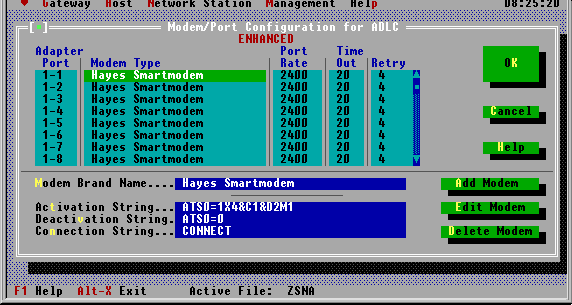 Gateway Host Network Station Management Help 08:25:20
[■] Modem/Port Configuration for ADLC
ENHANCED
Adapter Port Time
Port Modem Type Rate Out Retry
1-1 Hayes Smartmodem 2400 20 4
1-2 Hayes Smartmodem 2400 20 4
1-3 Hayes Smartmodem 2400 20 4
1-4 Hayes Smartmodem 2400 20 4
1-5 Hayes Smartmodem 2400 20 4
1-6 Hayes Smartmodem 2400 20 4
1-7 Hayes Smartmodem 2400 20 4
1-8 Hayes Smartmodem 2400 20 4
OK
Cancel
Help
Modem Brand Name.... Hayes Smartmodem
Activation String... ATS0=1X4&C1&D2M1
Deactivation String. ATS0=0
Connection String... CONNECT
Add Modem
Edit Modem
Delete Modem
F1 Help Alt-X Exit Active File: ZSNA